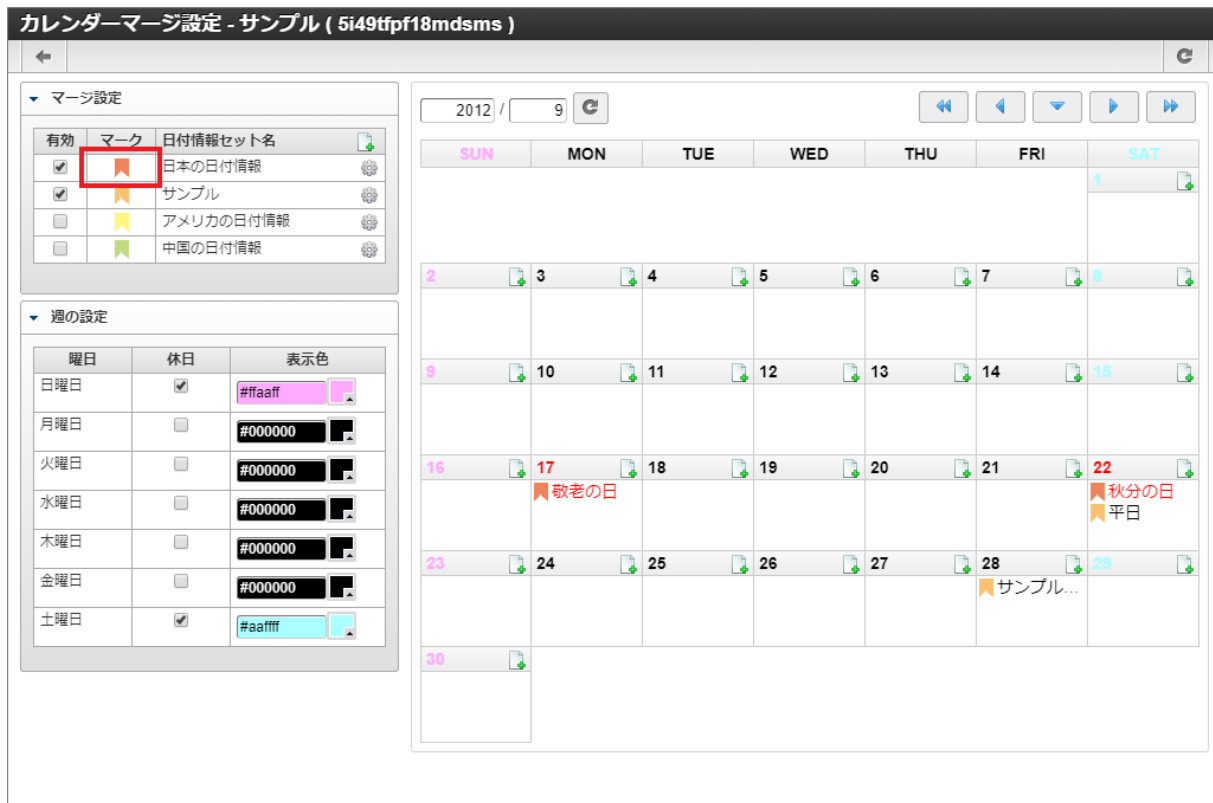 カレンダーマージ設定 - サンプル ( 5i49tfpf18mdsms )
マージ設定
有効 マーク 日付情報セット名
日本の日付情報
サンプル
アメリカの日付情報
中国の日付情報
週の設定
曜日 休日 表示色
日曜日 #ffaaff
月曜日 #000000
火曜日 #000000
水曜日 #000000
木曜日 #000000
金曜日 #000000
土曜日 #aaffff
2012 / 9
SUN MON TUE WED THU FRI SAT
1
2 3 4 5 6 7 8
9 10 11 12 13 14 15
16 17 18 19 20 21 22
敬老の日 秋分の日
平日
23 24 25 26 27 28 29
サンプル...
30